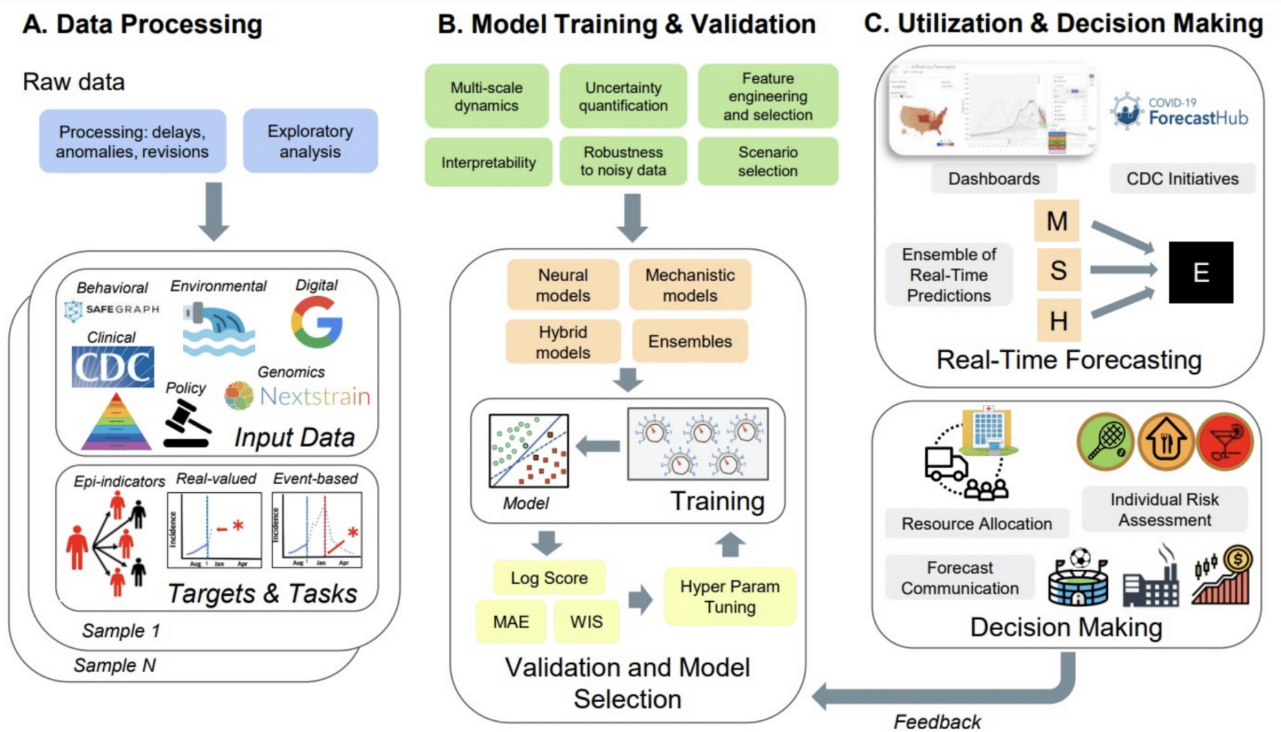 A. Data Processing
Raw data
Processing: delays,
anomalies, revisions
Exploratory
analysis
Behavioral
SAFEGRAPH
Environmental
Digital
Clinical
CDC
Policy
Genomics
Nextstrain
Input Data
Epi-indicators
Real-valued
Incidence
Aug
Jan
Apr
*
Event-based
Incidence
Aug
Jan
Apr
*
Targets & Tasks
Sample 1
Sample N
B. Model Training & Validation
Multi-scale
dynamics
Uncertainty
quantification
Feature
engineering
and selection
Interpretability
Robustness
to noisy data
Scenario
selection
Neural
models
Mechanistic
models
Hybrid
models
Ensembles
Model
Training
Log Score
MAE
WIS
Hyper Param
Tuning
Validation and Model
Selection
C. Utilization & Decision Making
Influenza Forecasts
COVID-19
ForecastHub
Dashboards
CDC Initiatives
Ensemble of
Real-Time
Predictions
M
S
H
E
Real-Time Forecasting
Resource Allocation
Individual Risk
Assessment
Forecast
Communication
$
Decision Making
Feedback